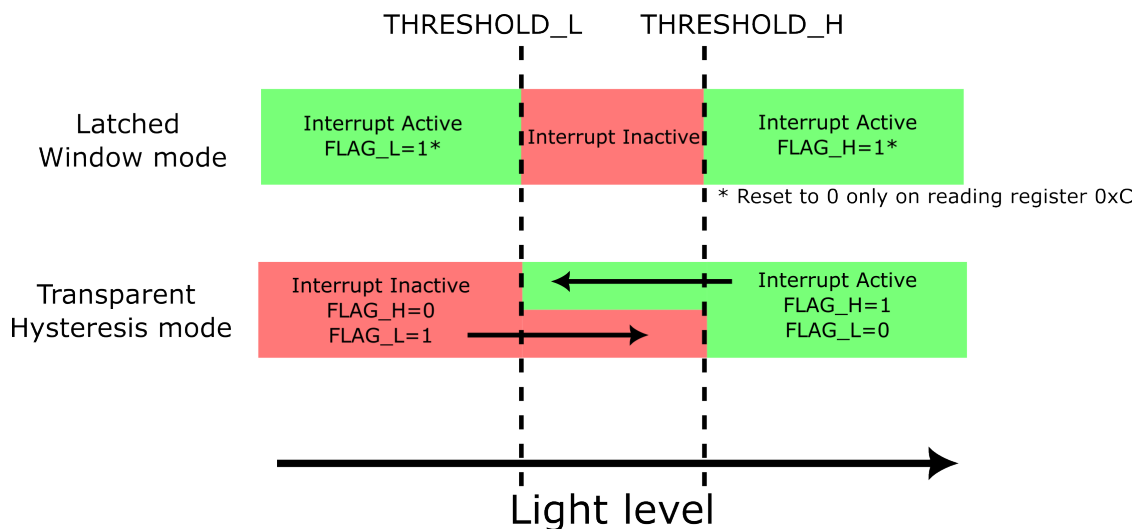 THRESHOLD_L THRESHOLD_H
Latched
Window mode
Interrupt Active
FLAG_L=1*
Interrupt Inactive
Interrupt Active
FLAG_H=1*
* Reset to 0 only on reading register 0xC
Transparent
Hysteresis mode
Interrupt Inactive
FLAG_H=0
FLAG_L=1
Interrupt Active
FLAG_H=1
FLAG_L=0
Light level